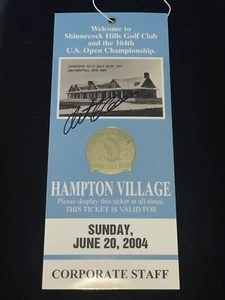 Welcome to
Shinnecock Hills Golf Club
and the 104th
U.S. Open Championship.
HAMPTON VILLAGE
Please display this ticket at all times.
THIS TICKET IS VALID FOR
SUNDAY,
JUNE 20, 2004
CORPORATE STAFF